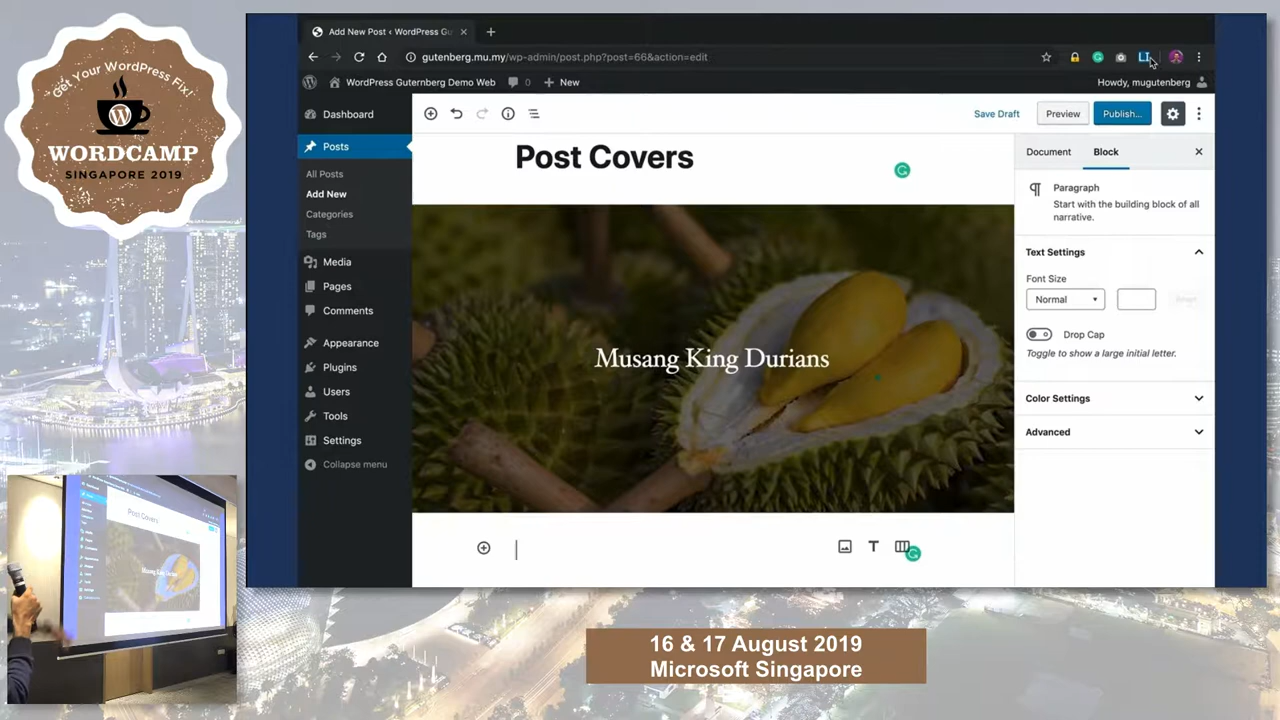 Get Your WordPress Fix!
WORDCAMP
SINGAPORE 2019
Add New Post ‹ WordPress Gu
gutenberg.mu.my/wp-admin/post.php?post=66&action=edit
LT
WordPress Guternberg Demo Web
0
New
Howdy, mugutenberg
Dashboard
Posts
All Posts
Add New
Categories
Tags
Media
Pages
Comments
Appearance
Plugins
Users
Tools
Settings
Collapse menu
Save Draft
Preview
Publish...
Post Covers
Musang King Durians
Document
Block
Paragraph
Start with the building block of all
narrative.
Text Settings
Font Size
Normal
Drop Cap
Toggle to show a large initial letter.
Color Settings
Advanced
Post Covers
16 & 17 August 2019
Microsoft Singapore